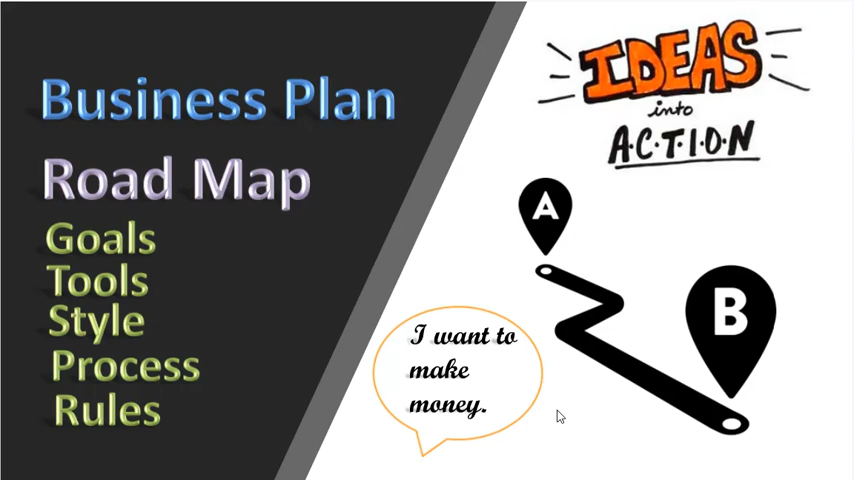 Business Plan
Road Map
Goals
Tools
Style
Process
Rules
IDEAS
into
A·C·T·I·O·N
A
B
I want to
make
money.